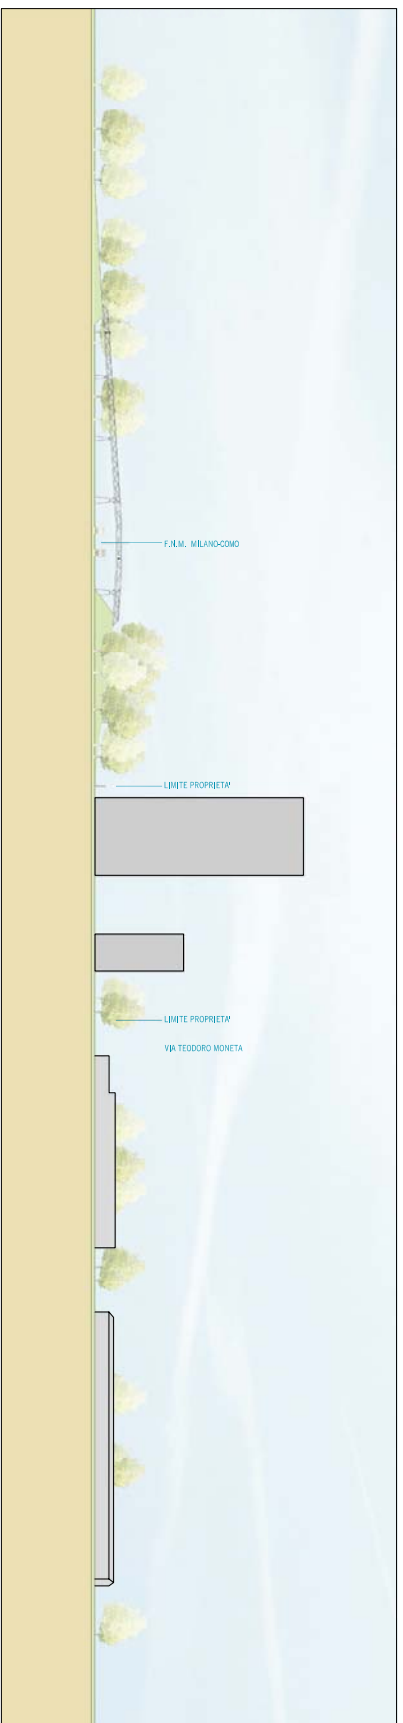 F.N.M. MILANO-COMO
LIMITE PROPRIETA'
LIMITE PROPRIETA'
VIA TEODORO MONETA